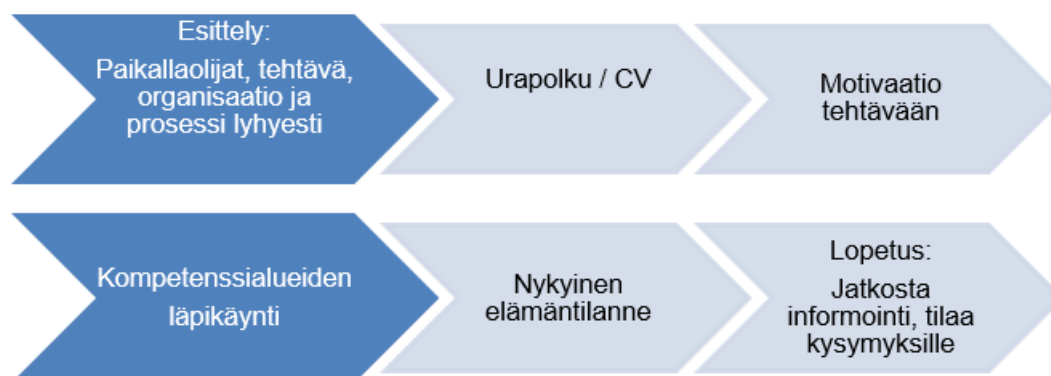 Esittely:
Paikallaolijat, tehtävä,
organisaatio ja
prosessi lyhyesti
Urapolku / CV
Motivaatio
tehtävään
Kompetenssialueiden
läpikäynti
Nykyinen
elämäntilanne
Lopetus:
Jatkosta
informointi, tilaa
kysymyksille